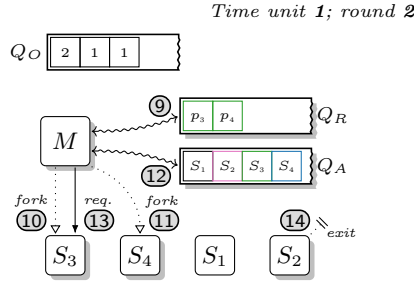 Time unit 1; round 2
Q_O 2 1 1
9 p_3 p_4 Q_R
M
12 S_1 S_2 S_3 S_4 Q_A
fork req. fork
10 13 11 14
exit
S_3 S_4 S_1 S_2